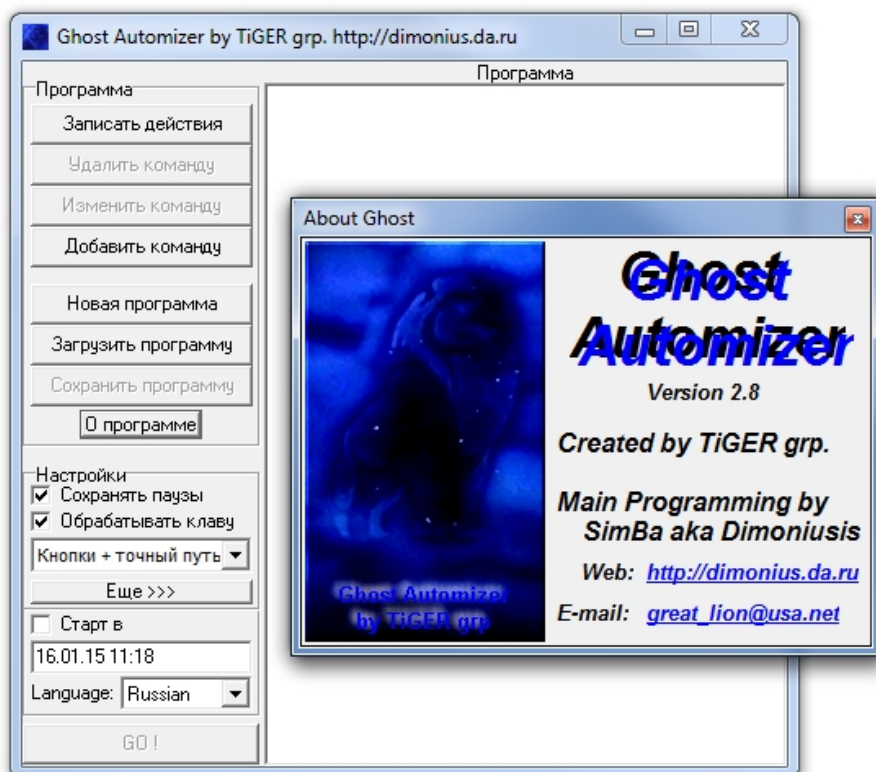 Ghost Automizer by TiGER grp. http://dimonius.da.ru
Программа
Программа
Записать действия
Удалить команду
Изменить команду
Добавить команду
Новая программа
Загрузить программу
Сохранить программу
О программе
Настройки
Сохранять паузы
Обрабатывать клаву
Кнопки + точный путь
Еще >>>
Старт в
16.01.15 11:18
Language: Russian
GO !
About Ghost
Ghost Automizer
by TiGER grp
Ghost
Automizer
Version 2.8
Created by TiGER grp.
Main Programming by
SimBa aka Dimoniusis
Web: http://dimonius.da.ru
E-mail: great_lion@usa.net